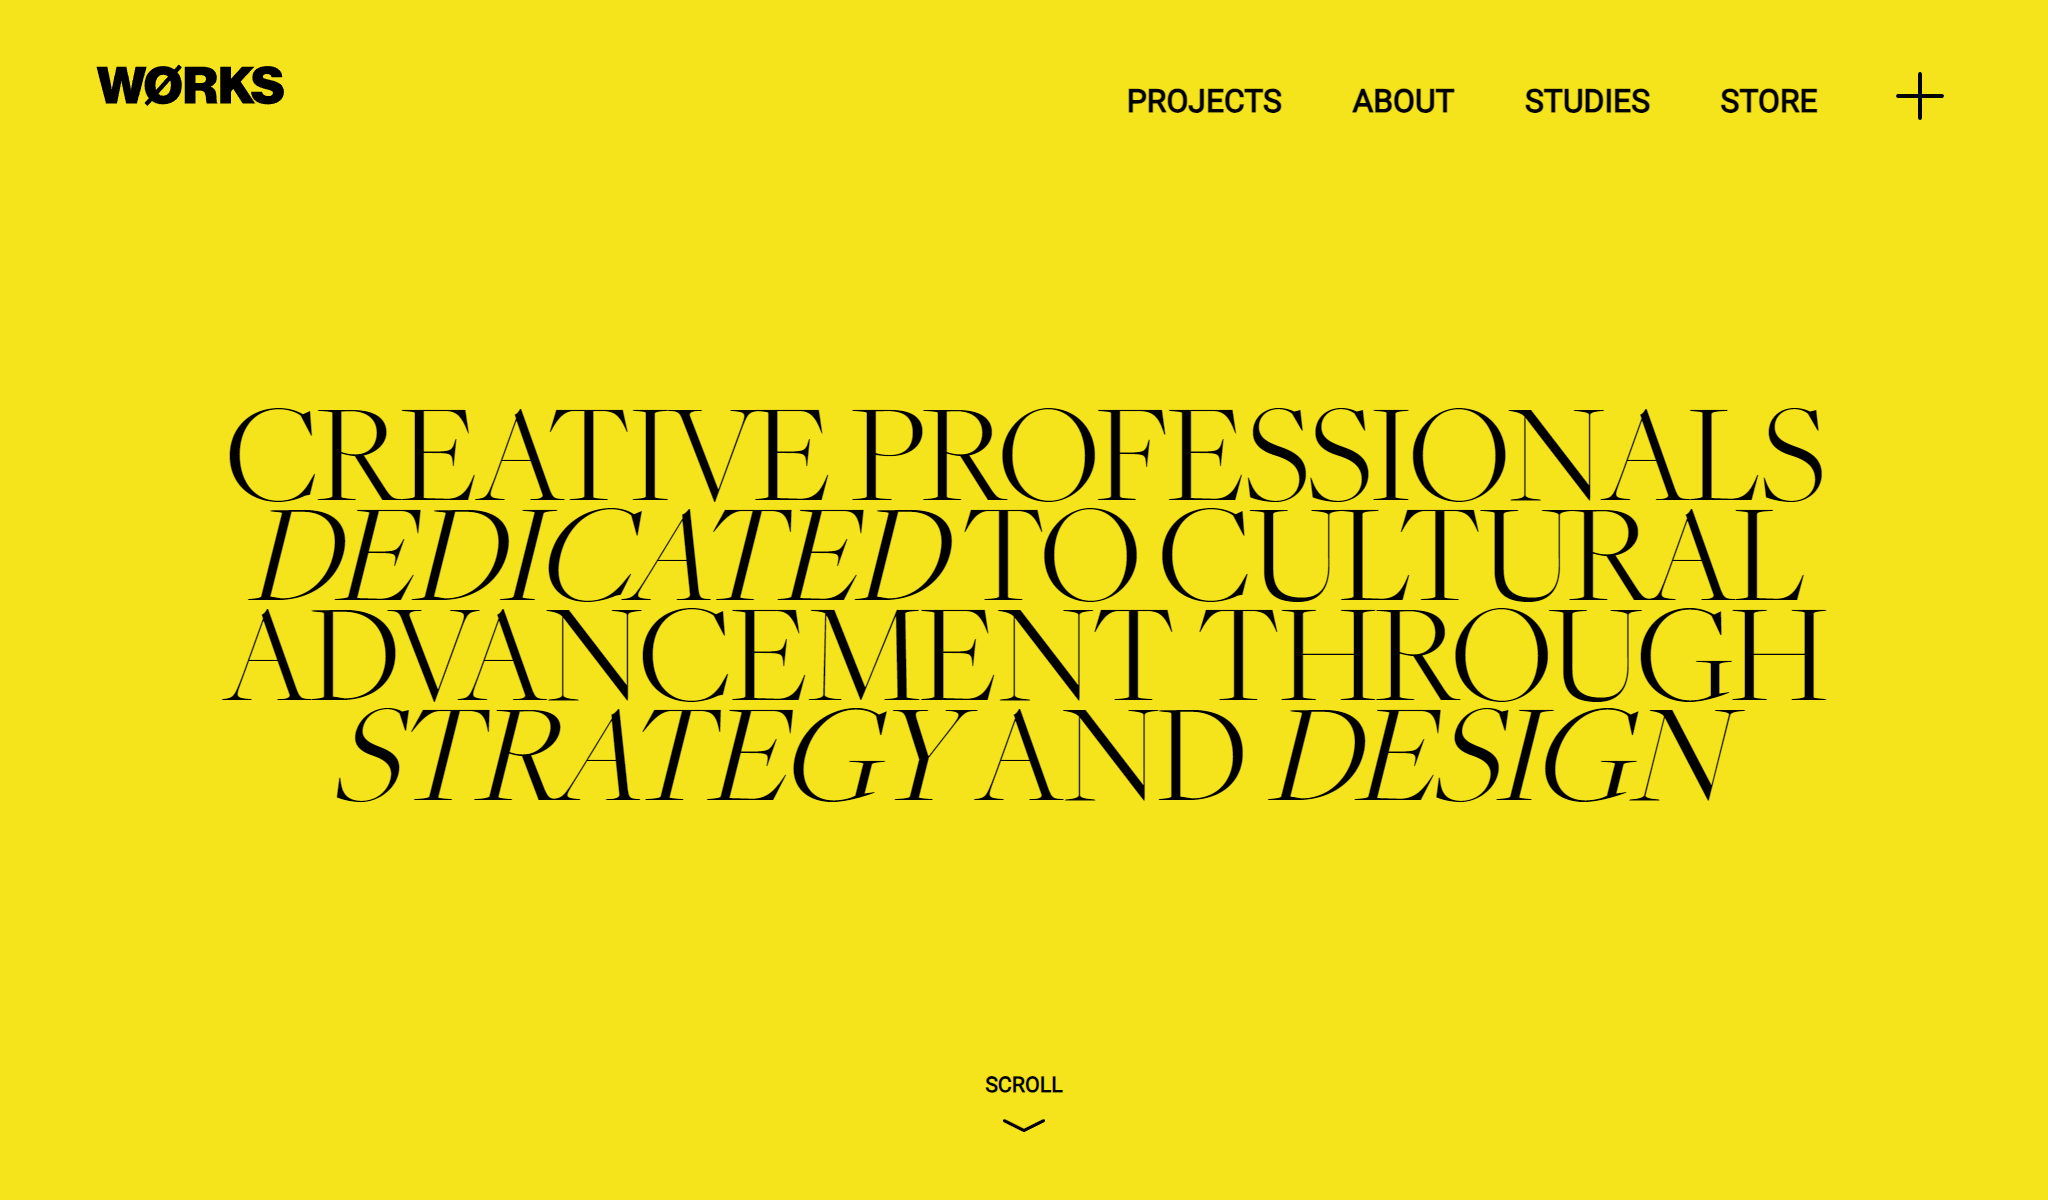 WØRKS
PROJECTS ABOUT STUDIES STORE
CREATIVE PROFESSIONALS
DEDICATED TO CULTURAL
ADVANCEMENT THROUGH
STRATEGY AND DESIGN
SCROLL